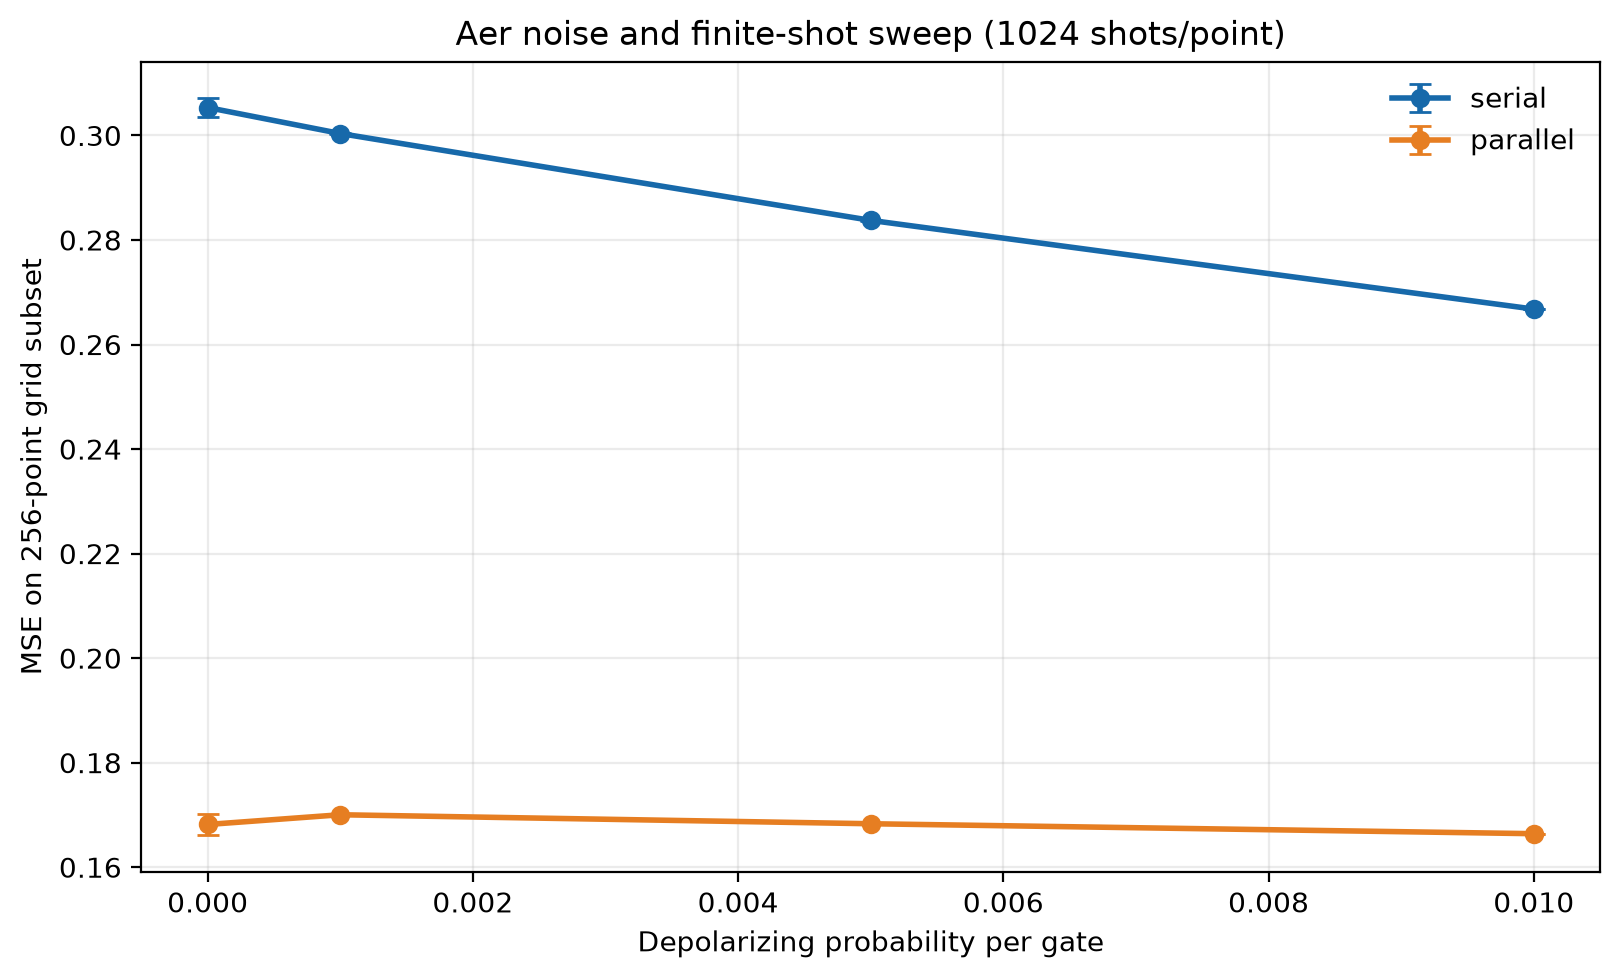 Aer noise and finite-shot sweep (1024 shots/point)
serial
parallel
MSE on 256-point grid subset
0.30
0.28
0.26
0.24
0.22
0.20
0.18
0.16
0.000 0.002 0.004 0.006 0.008 0.010
Depolarizing probability per gate